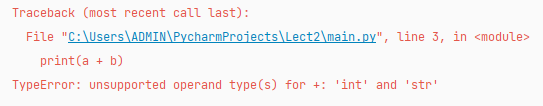 Traceback (most recent call last):
File "C:\Users\ADMIN\PycharmProjects\Lect2\main.py", line 3, in <module>
print(a + b)
TypeError: unsupported operand type(s) for +: 'int' and 'str'